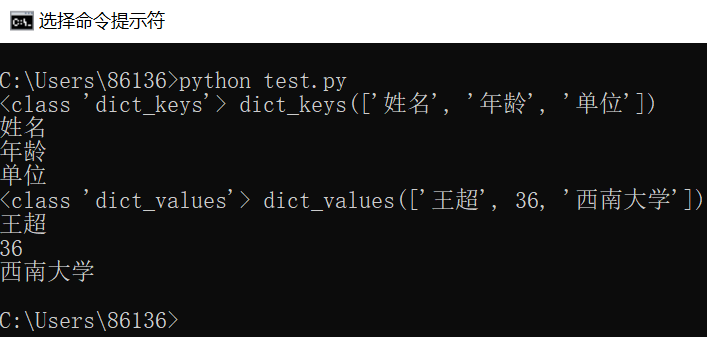 选择命令提示符
C:\Users\86136>python test.py
<class 'dict_keys'> dict_keys(['姓名', '年龄', '单位'])
姓名
年龄
单位
<class 'dict_values'> dict_values(['王超', 36, '西南大学'])
王超
36
西南大学
C:\Users\86136>